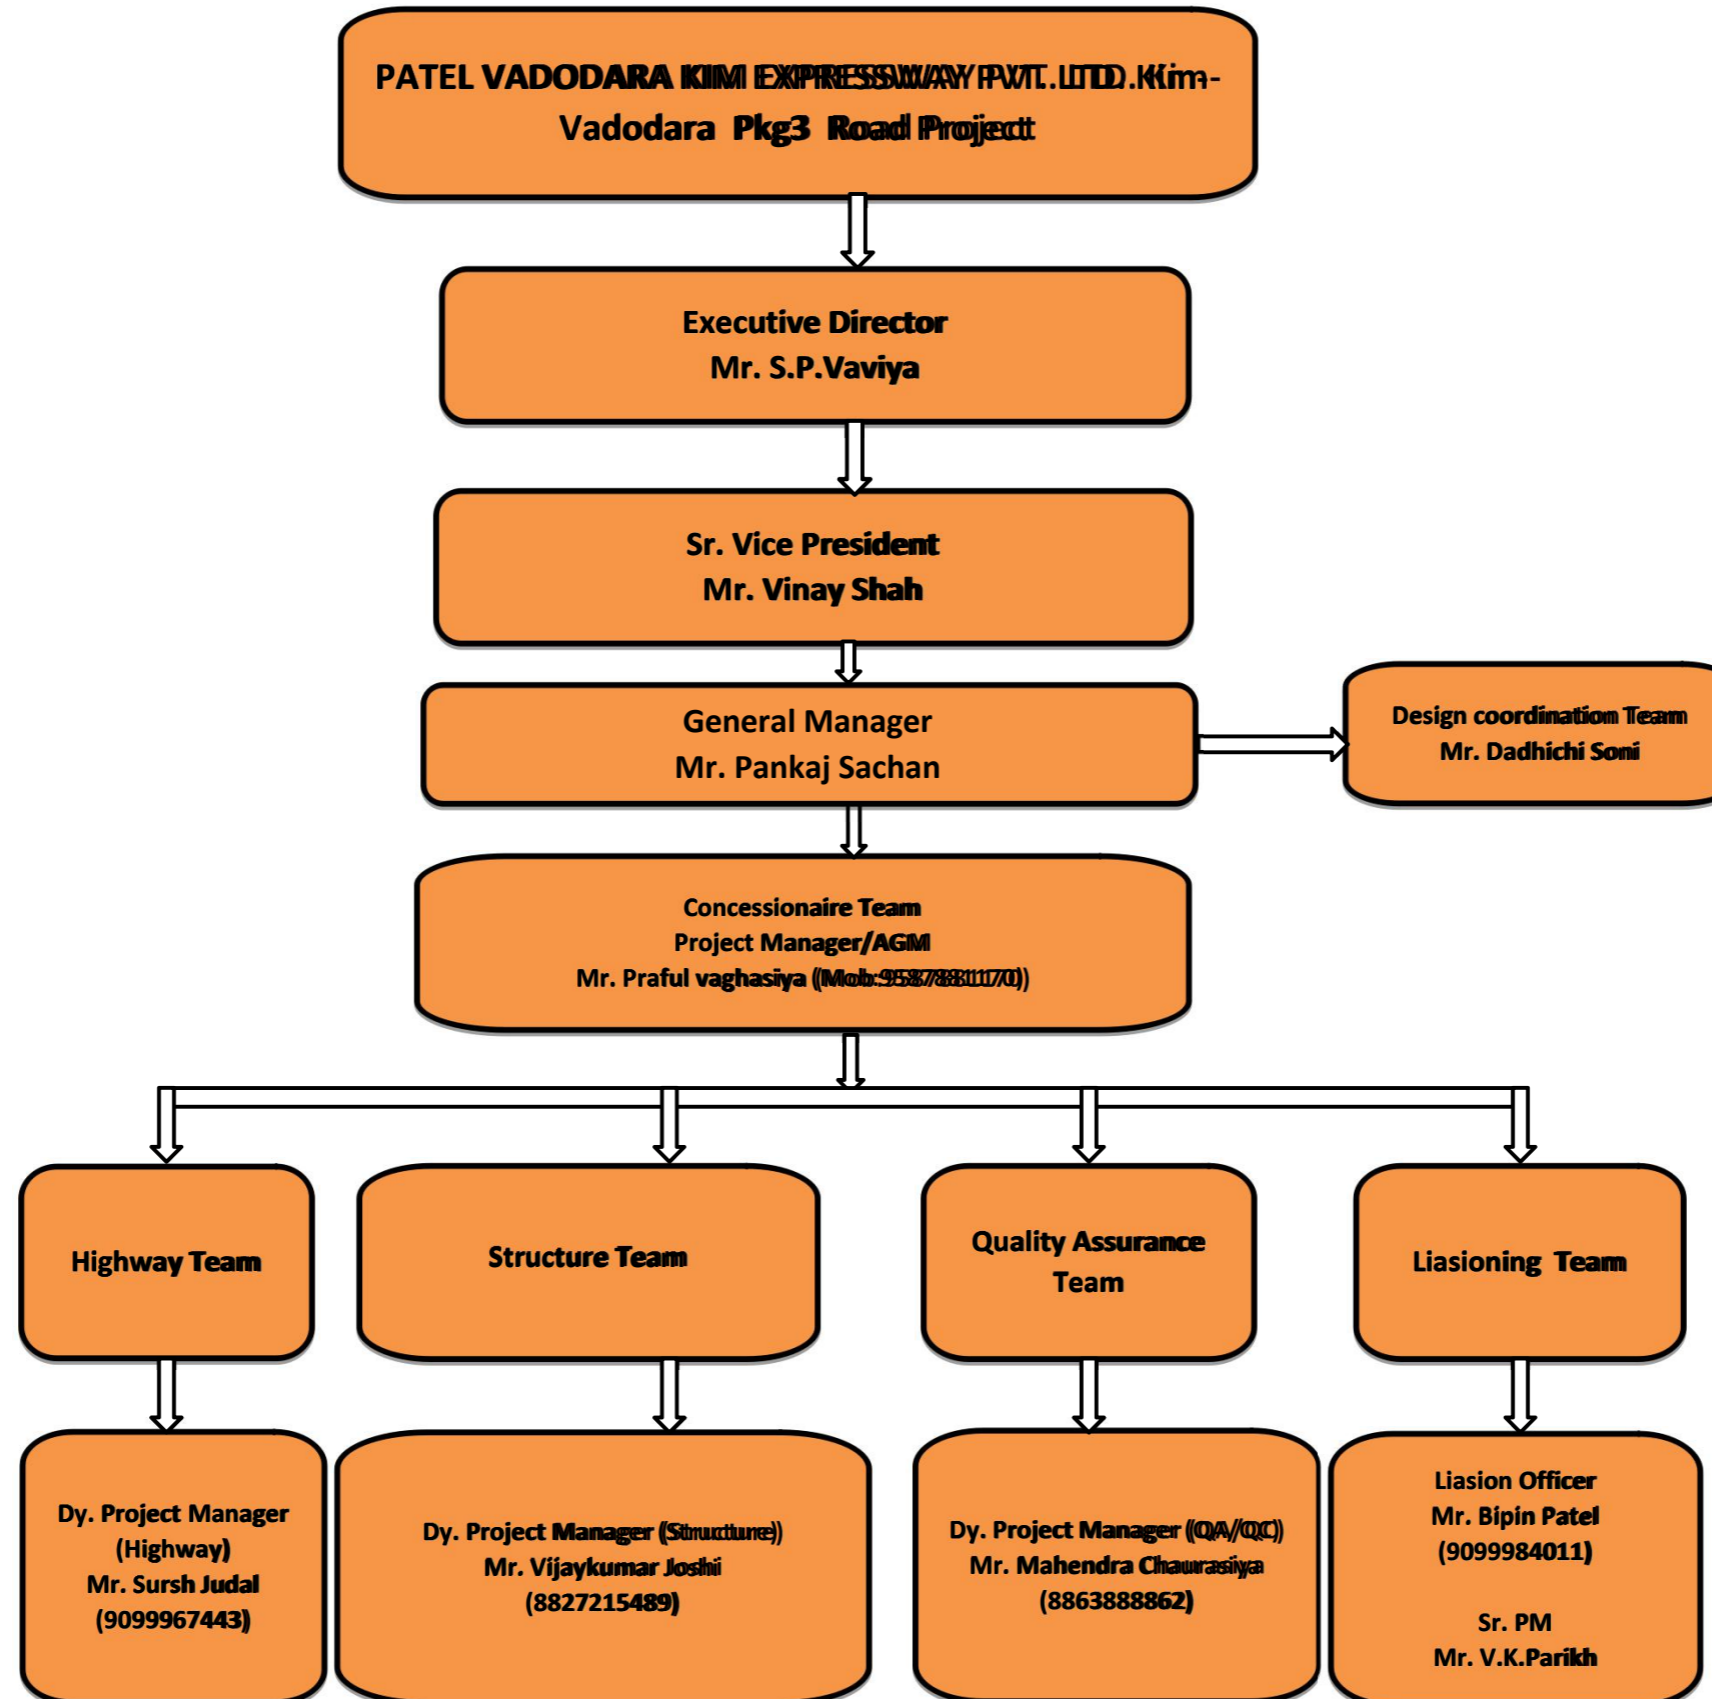 PATEL VADODARA KIM EXPRESSWAY PVT. LTD. Kim-
Vadodara Pkg3 Road Project
Executive Director
Mr. S.P.Vaviya
Sr. Vice President
Mr. Vinay Shah
General Manager
Mr. Pankaj Sachan
Design coordination Team
Mr. Dadhichi Soni
Concessionaire Team
Project Manager/AGM
Mr. Praful vaghasiya (Mob:9587881170)
Highway Team
Structure Team
Quality Assurance
Team
Liasioning Team
Dy. Project Manager
(Highway)
Mr. Sursh Judal
(9099967443)
Dy. Project Manager (Structure)
Mr. Vijaykumar Joshi
(8827215489)
Dy. Project Manager (QA/QC)
Mr. Mahendra Chaurasiya
(8863888862)
Liasion Officer
Mr. Bipin Patel
(9099984011)
Sr. PM
Mr. V.K.Parikh